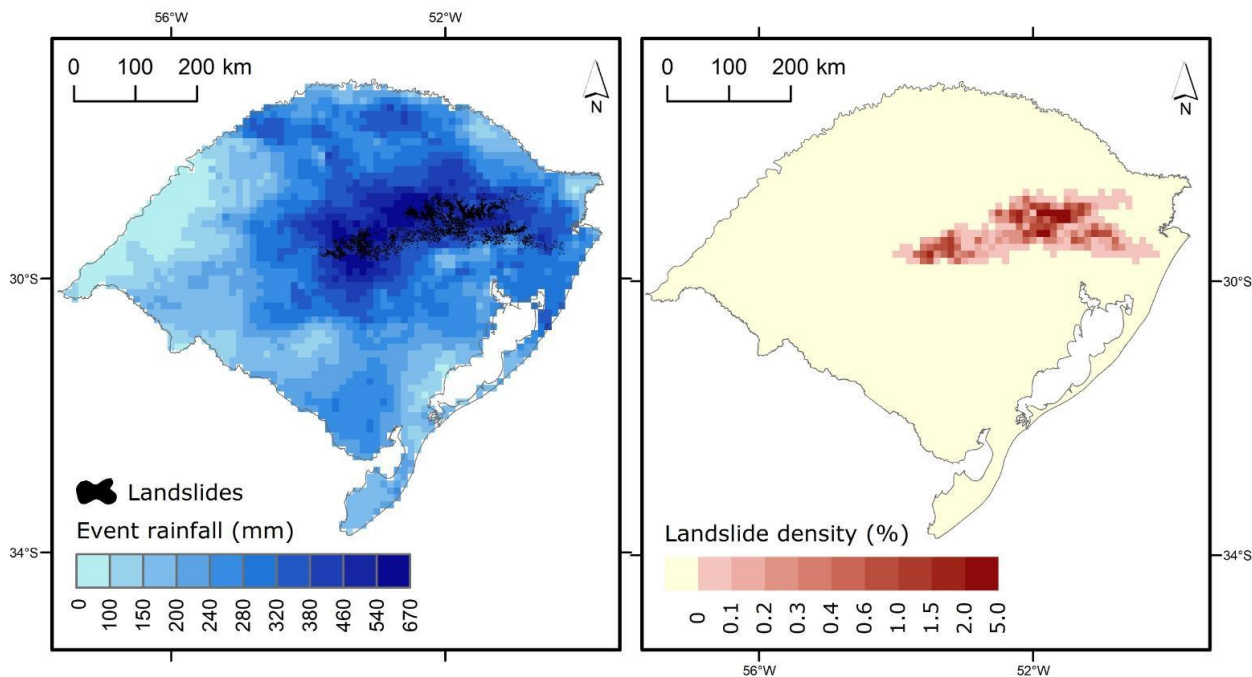 56°W 52°W
0 100 200 km
N
30°S
Landslides
Event rainfall (mm)
0 100 150 200 240 280 320 380 460 540 670
34°S
0 100 200 km
N
30°S
Landslide density (%)
0 0.1 0.2 0.3 0.4 0.6 1.0 1.5 2.0 5.0
34°S
56°W 52°W